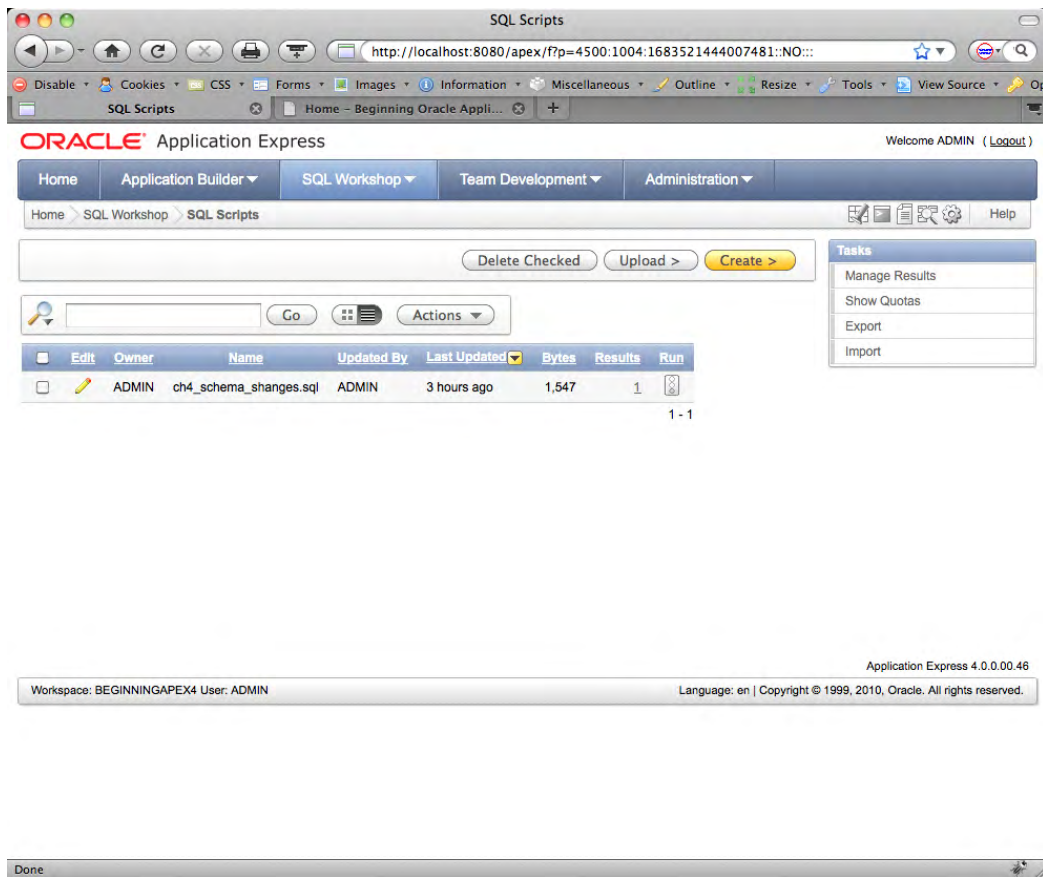 SQL Scripts
http://localhost:8080/apex/f?p=4500:1004:1683521444007481::NO:::
Disable Cookies CSS Forms Images Information Miscellaneous Outline Resize Tools View Source Op
SQL Scripts Home – Beginning Oracle Appli... +
ORACLE Application Express
Welcome ADMIN ( Logout )
Home Application Builder SQL Workshop Team Development Administration
Home SQL Workshop SQL Scripts Help
Delete Checked Upload > Create >
Tasks
Manage Results
Show Quotas
Export
Import
Go Actions
Edit Owner Name Updated By Last Updated Bytes Results Run
ADMIN ch4_schema_shanges.sql ADMIN 3 hours ago 1,547 1
1 - 1
Application Express 4.0.0.00.46
Workspace: BEGINNINGAPEX4 User: ADMIN
Language: en | Copyright © 1999, 2010, Oracle. All rights reserved.
Done